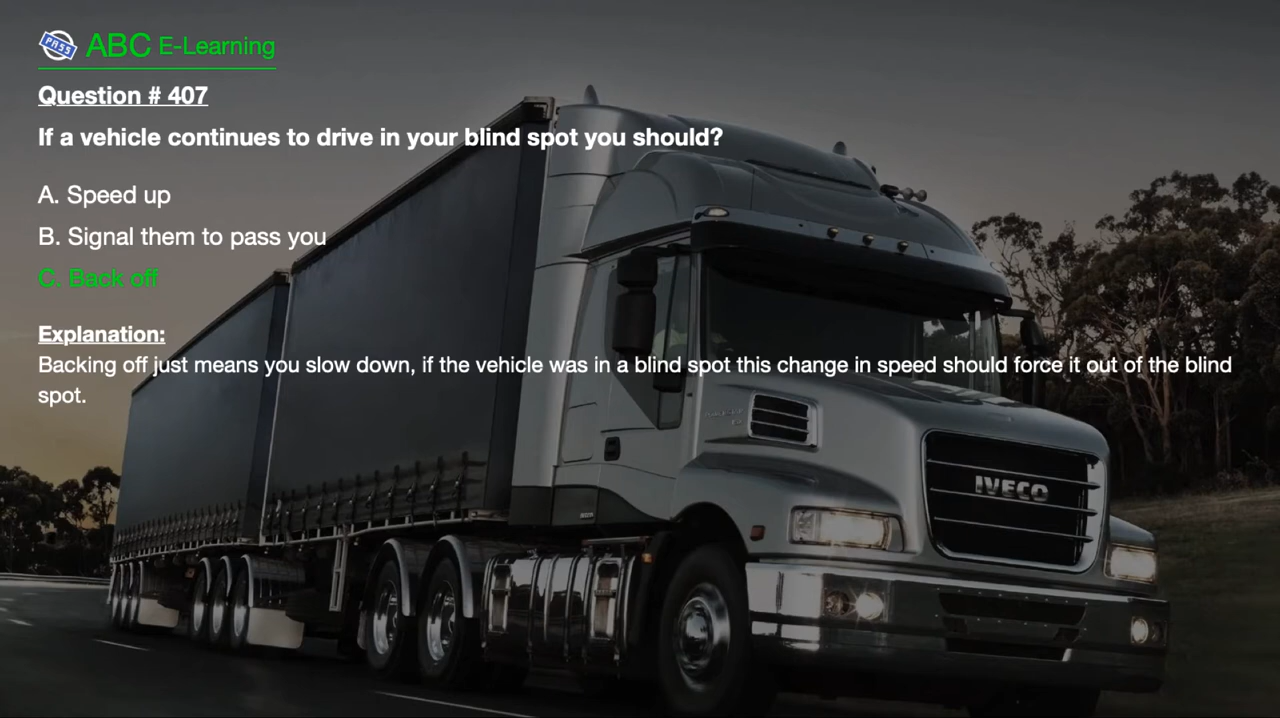 PASS
ABC E-Learning
Question # 407
If a vehicle continues to drive in your blind spot you should?
A. Speed up
B. Signal them to pass you
C. Back off
Explanation:
Backing off just means you slow down, if the vehicle was in a blind spot this change in speed should force it out of the blind
spot.
IVECO